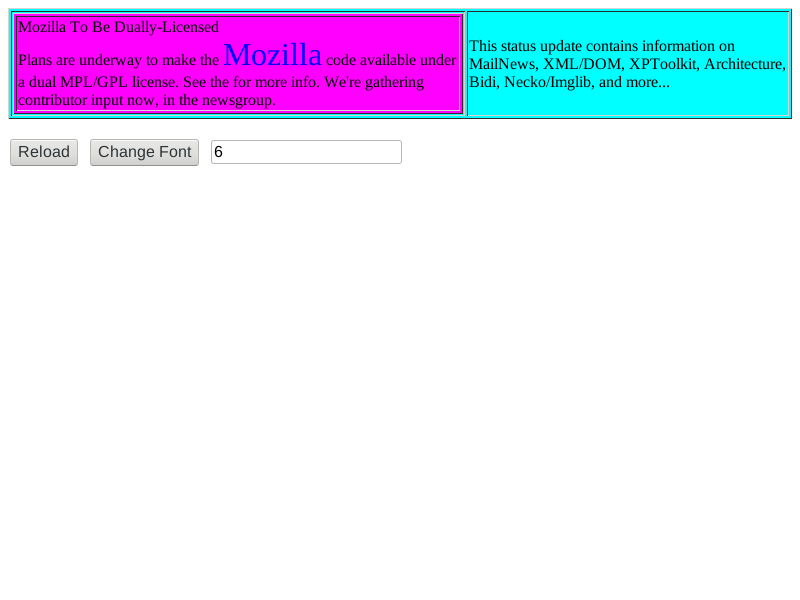 Mozilla To Be Dually-Licensed
Plans are underway to make the Mozilla code available under
a dual MPL/GPL license. See the for more info. We're gathering
contributor input now, in the newsgroup.
This status update contains information on
MailNews, XML/DOM, XPToolkit, Architecture,
Bidi, Necko/Imglib, and more...
Reload Change Font 6